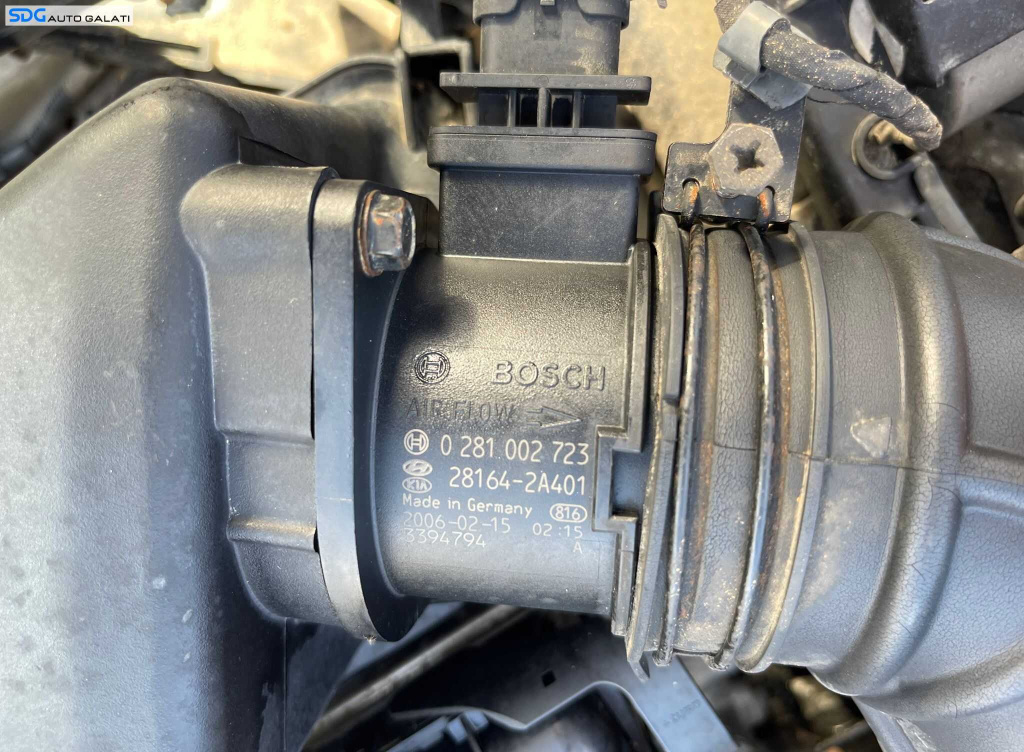 SDG AUTO GALATI
BOSCH
AIR FLOW
0 281 002 723
28164-2A401
KIA
Made in Germany 816
2006-02-15 02:15
3394794 A